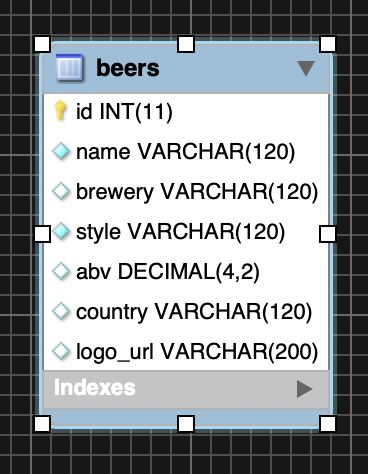 beers
id INT(11)
name VARCHAR(120)
brewery VARCHAR(120)
style VARCHAR(120)
abv DECIMAL(4,2)
country VARCHAR(120)
logo_url VARCHAR(200)
Indexes